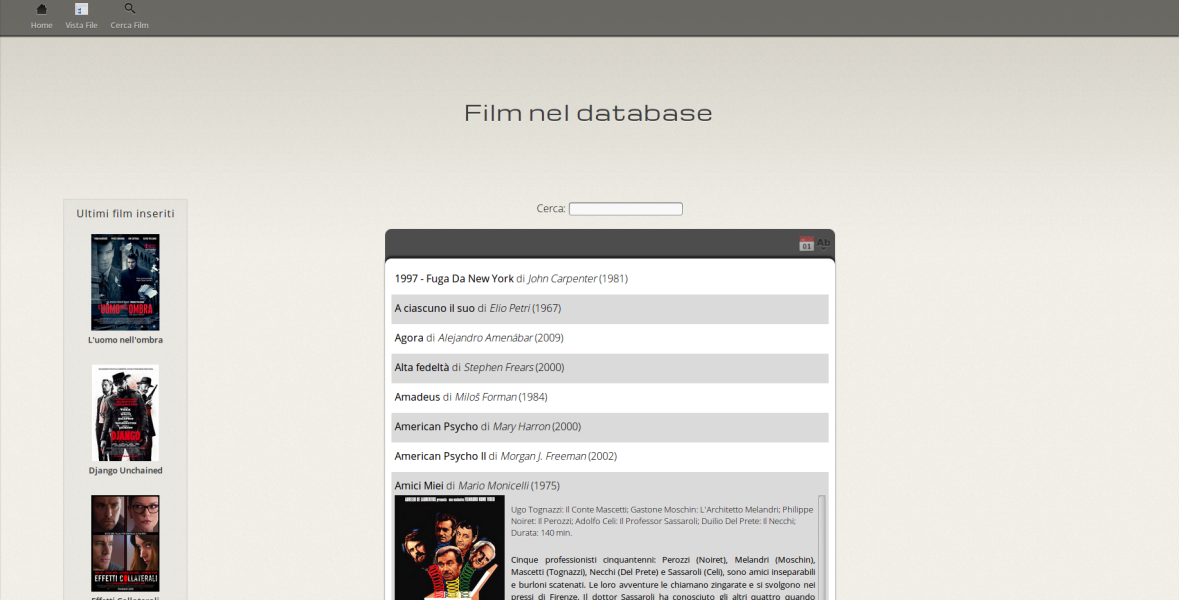 Home Vista File Cerca Film
Film nel database
Ultimi film inseriti
L'uomo nell'ombra
Django Unchained
EFFETTI COLLATERALI
Cerca:
01 Ab
1997 - Fuga Da New York di John Carpenter (1981)
A ciascuno il suo di Elio Petri (1967)
Agora di Alejandro Amenábar (2009)
Alta fedeltà di Stephen Frears (2000)
Amadeus di Miloš Forman (1984)
American Psycho di Mary Harron (2000)
American Psycho II di Morgan J. Freeman (2002)
Amici Miei di Mario Monicelli (1975)
Ugo Tognazzi: Il Conte Mascetti; Gastone Moschin: L'Architetto Melandri; Philippe
Noiret: Il Perozzi; Adolfo Celi: Il Professor Sassaroli; Duilio Del Prete: Il Necchi;
Durata: 140 min.
Cinque professionisti cinquantenni: Perozzi (Noiret), Melandri (Moschin),
Mascetti (Tognazzi), Necchi (Del Prete) e Sassaroli (Celi), sono amici inseparabili
e burloni scatenati. Le loro avventure le chiamano zingarate e si svolgono nei
pressi di Firenze. Il dottor Sassaroli ha conosciuto gli altri quattro quando